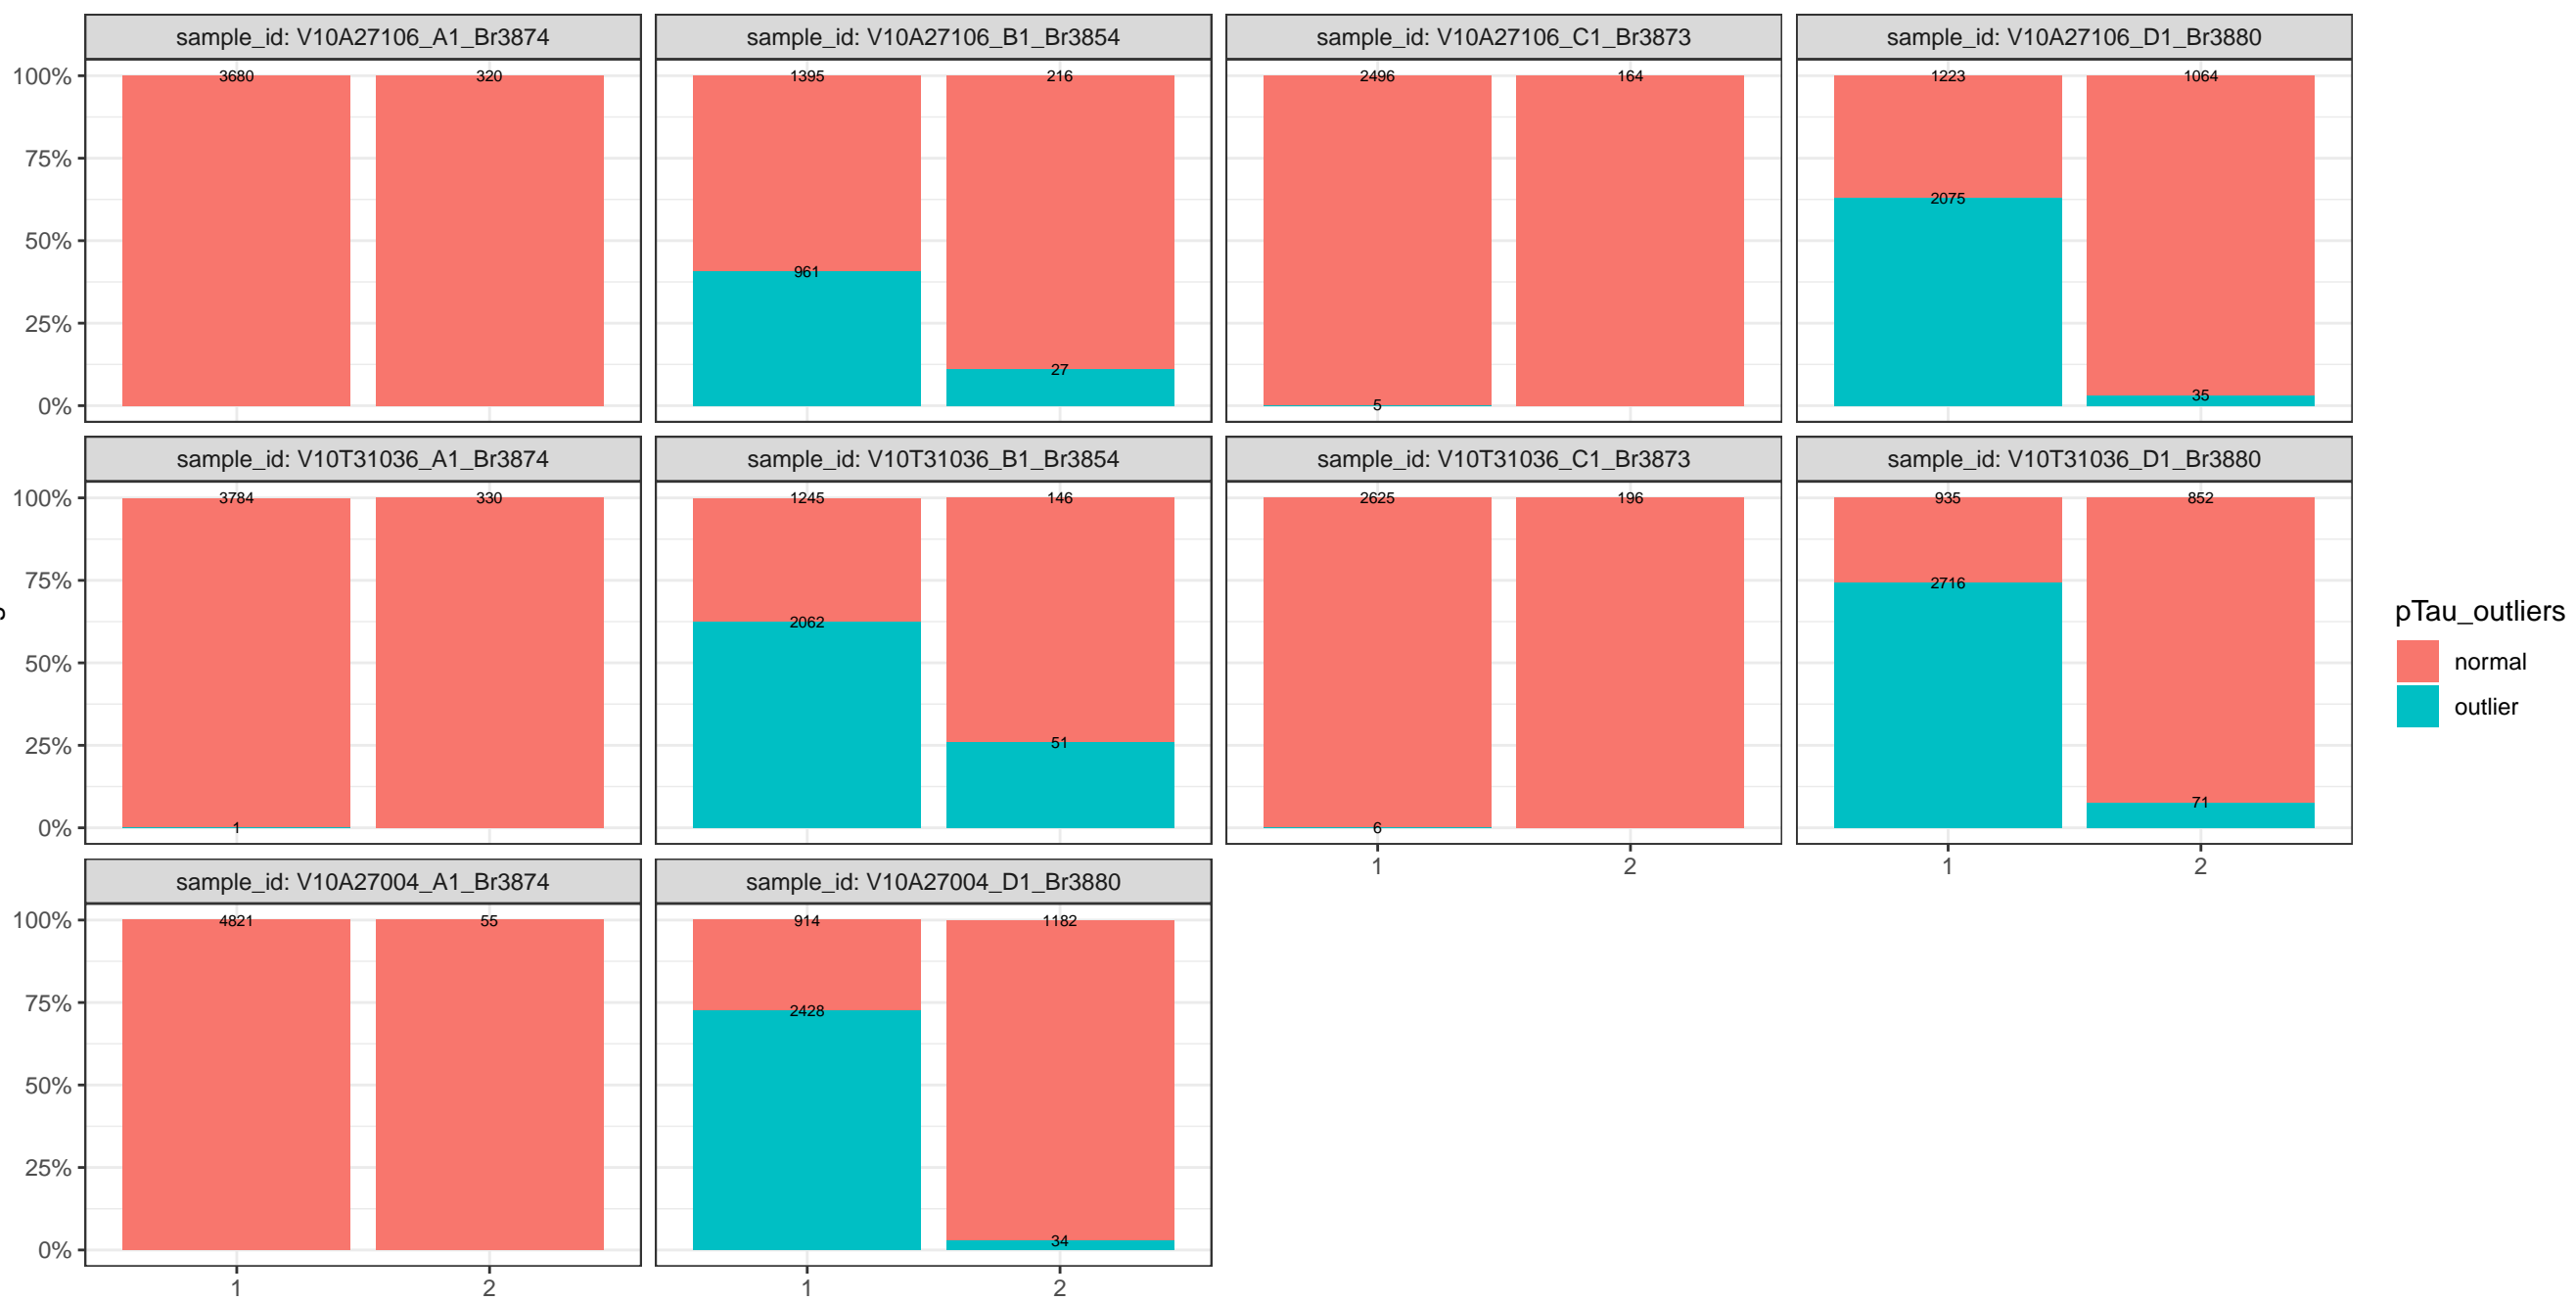 sample_id: V10A27106_A1_Br3874 sample_id: V10A27106_B1_Br3854 sample_id: V10A27106_C1_Br3873 sample_id: V10A27106_D1_Br3880
100% 3680 320 1395 216 2496 164 1223 1064
75%
2075
50%
961
25%
27
35
0% 5
sample_id: V10T31036_A1_Br3874 sample_id: V10T31036_B1_Br3854 sample_id: V10T31036_C1_Br3873 sample_id: V10T31036_D1_Br3880
100% 3784 330 1245 146 2625 196 935 852
75% 2716
2062
50%
25% 51
71
0% 1 6
1 2 1 2
pTau_outliers
normal
outlier
sample_id: V10A27004_A1_Br3874 sample_id: V10A27004_D1_Br3880
100% 4821 55 914 1182
75% 2428
50%
25%
34
0%
1 2 1 2